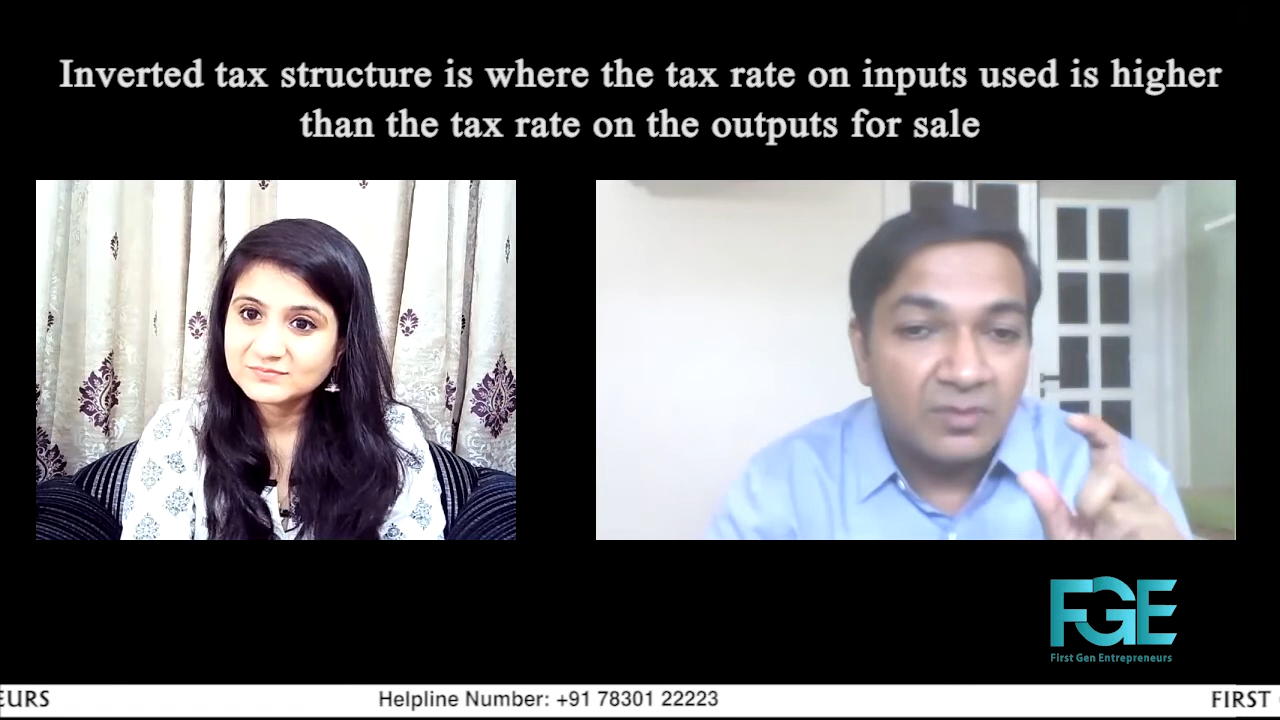 Inverted tax structure is where the tax rate on inputs used is higher
than the tax rate on the outputs for sale
FGE
First Gen Entrepreneurs
EURS Helpline Number: +91 78301 22223 FIRST